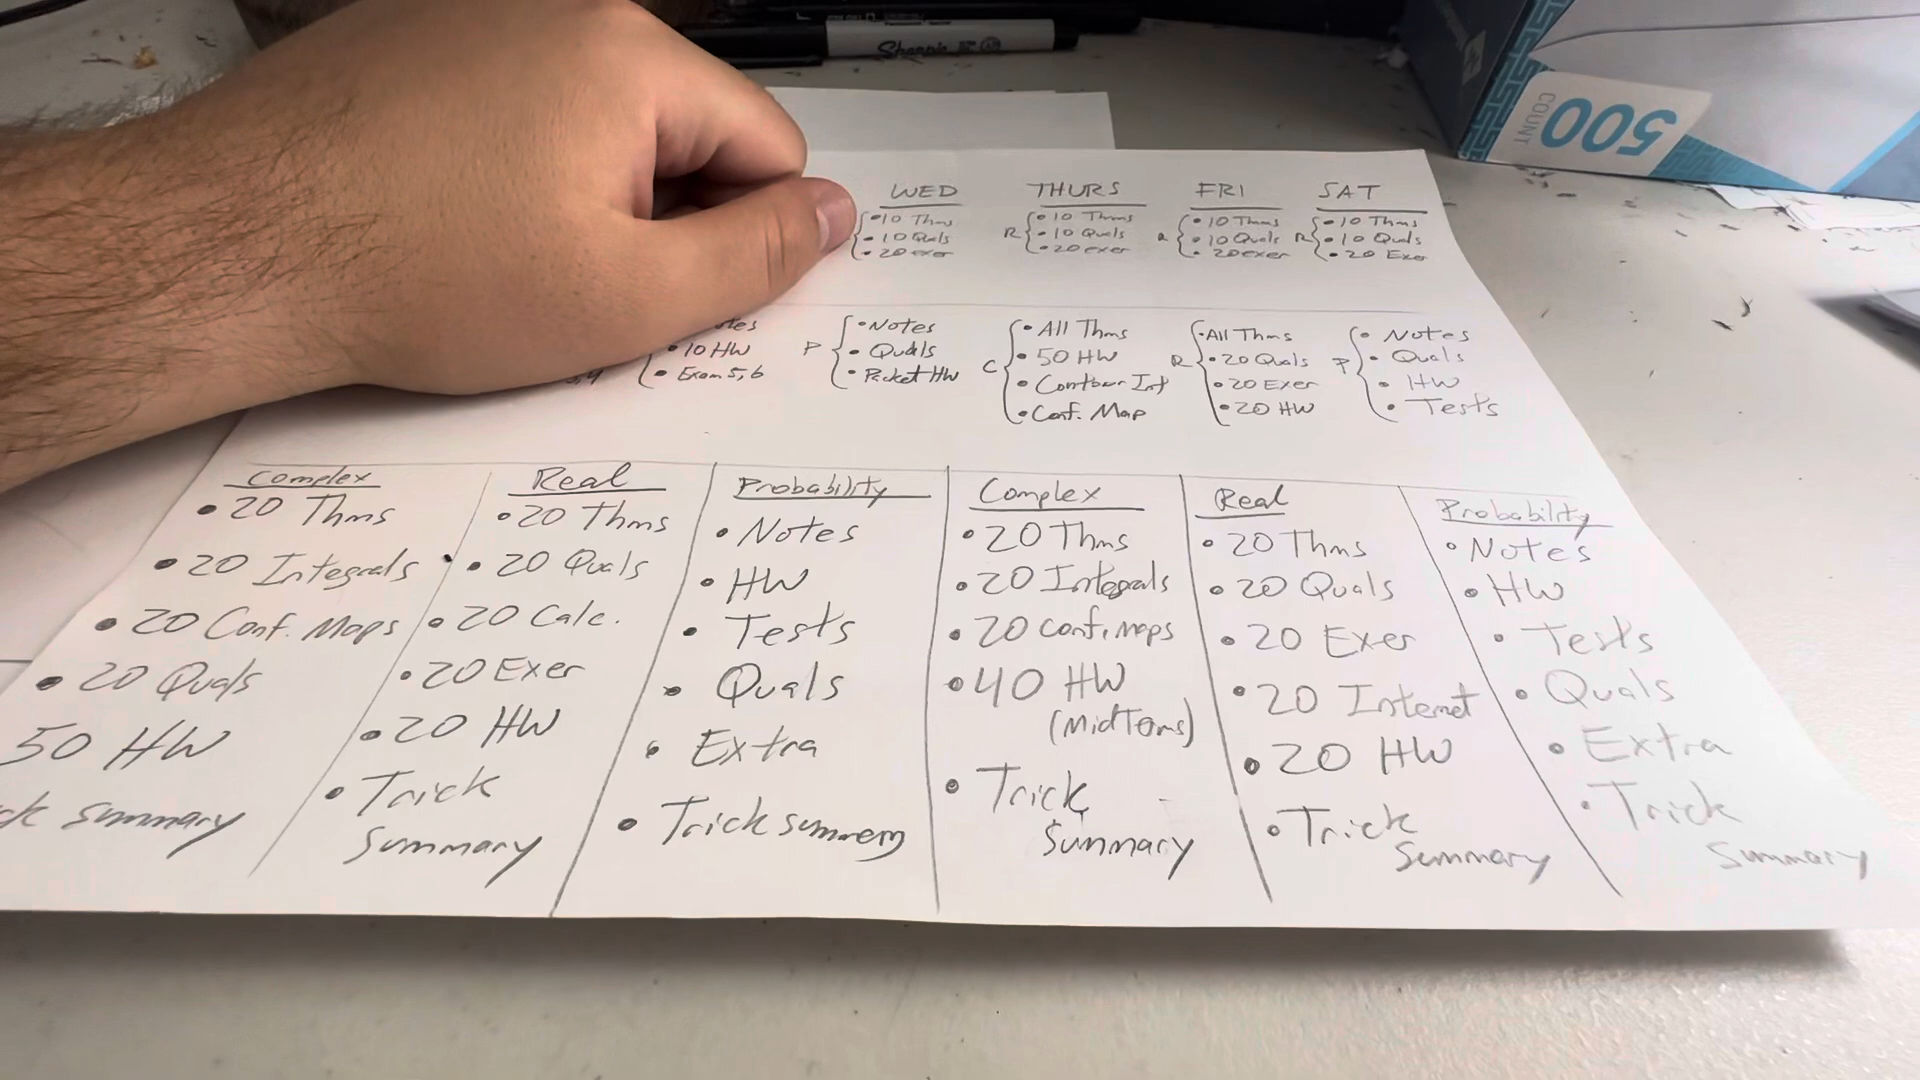 Sharpie
500
COUNT
WED
• 10 Thms
• 10 Quals
• 20 exer
THURS
R • 10 Thms
• 10 Quals
• 20 exer
FRI
R • 10 Thms
• 10 Quals
• 20 exer
SAT
R • 10 Thms
• 10 Quals
• 20 Exer
• 10 HW
• Exam 5,6
P • Notes
• Quals
• Packet HW
C • All Thms
• 50 HW
• Contour Int
• Conf. Map
R • All Thms
• 20 Quals
• 20 Exer
• 20 HW
P • Notes
• Quals
• HW
• Tests
Complex
• 20 Thms
• 20 Integrals
• 20 Conf. Maps
• 20 Quals
50 HW
summary
Real
• 20 Thms
• 20 Quals
• 20 Calc.
• 20 Exer
• 20 HW
• Trick
summary
Probability
• Notes
• HW
• Tests
• Quals
• Extra
• Trick summery
Complex
• 20 Thms
• 20 Integrals
• 20 conf. maps
• 40 HW
(Midterms)
• Trick
summary
Real
• 20 Thms
• 20 Quals
• 20 Exer
• 20 Internet
• 20 HW
• Trick
summary
Probability
• Notes
• HW
• Tests
• Quals
• Extra
• Trick
summary